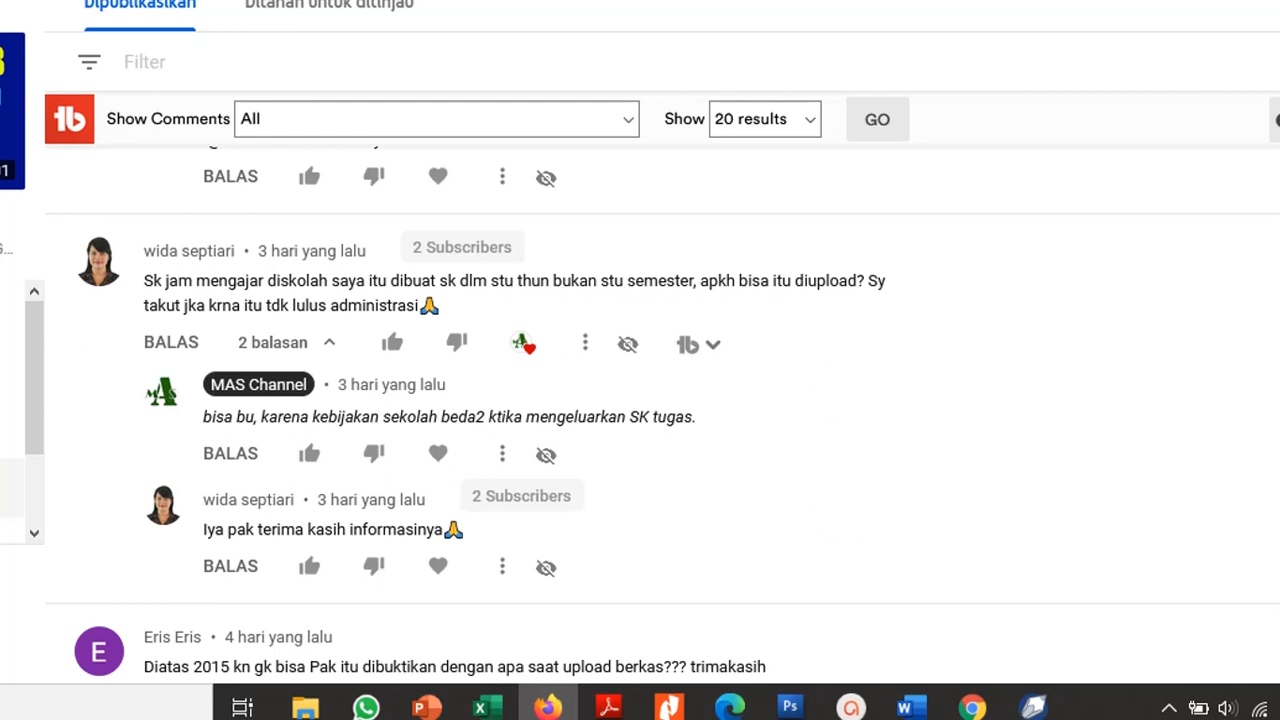 Dipublikasikan Ditahan untuk ditinjau
Filter
Show Comments All Show 20 results GO
BALAS
wida septiari • 3 hari yang lalu 2 Subscribers
Sk jam mengajar diskolah saya itu dibuat sk dlm stu thun bukan stu semester, apkh bisa itu diupload? Sy
takut jka krna itu tdk lulus administrasi🙏
BALAS 2 balasan
MAS Channel • 3 hari yang lalu
bisa bu, karena kebijakan sekolah beda2 ktika mengeluarkan SK tugas.
BALAS
wida septiari • 3 hari yang lalu 2 Subscribers
Iya pak terima kasih informasinya🙏
BALAS
E
Eris Eris • 4 hari yang lalu
Diatas 2015 kn gk bisa Pak itu dibuktikan dengan apa saat upload berkas??? trimakasih